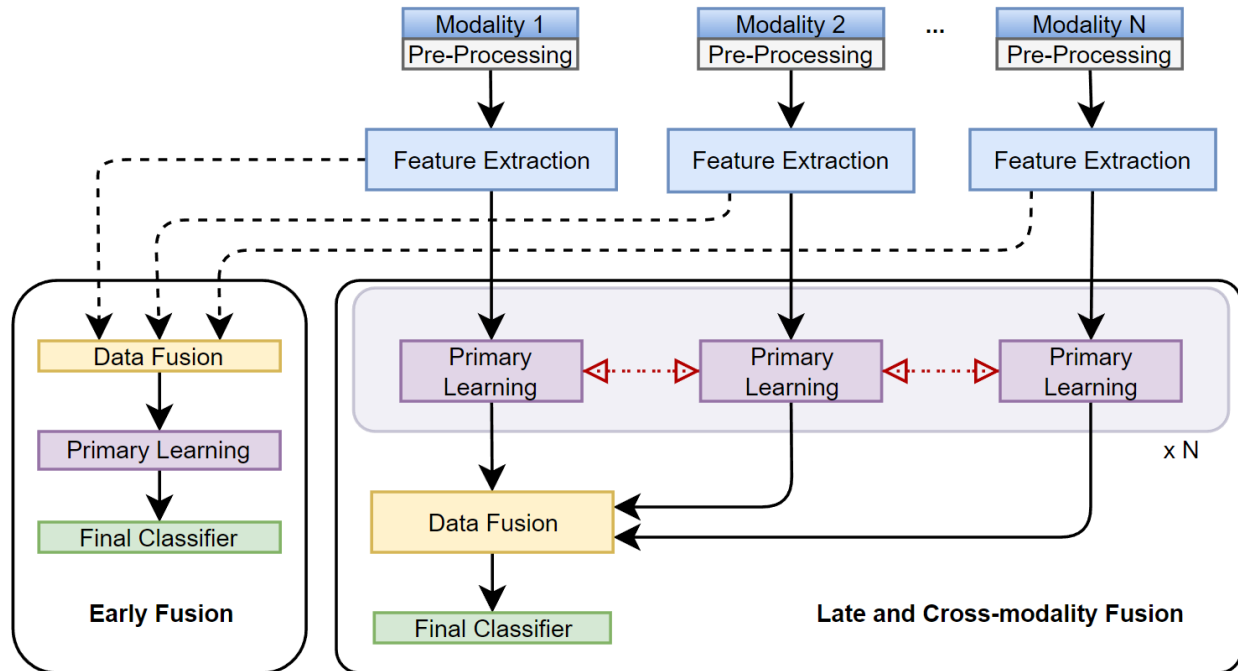 Modality 1
Modality 2
...
Modality N
Pre-Processing
Pre-Processing
Pre-Processing
Feature Extraction
Feature Extraction
Feature Extraction
Data Fusion
Primary Learning
Final Classifier
Early Fusion
Primary
Learning
Primary
Learning
Primary
Learning
x N
Data Fusion
Final Classifier
Late and Cross-modality Fusion